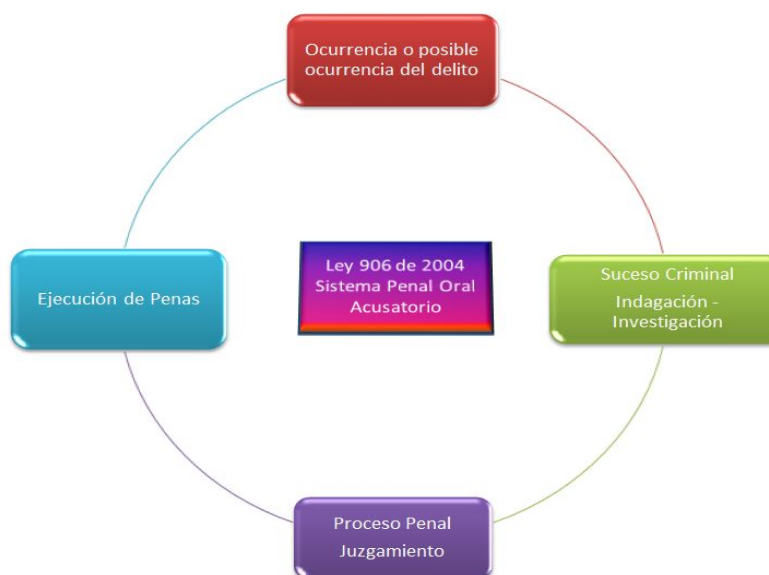 Ocurrencia o posible
ocurrencia del delito
Ejecución de Penas
Ley 906 de 2004
Sistema Penal Oral
Acusatorio
Suceso Criminal
Indagación -
Investigación
Proceso Penal
Juzgamiento